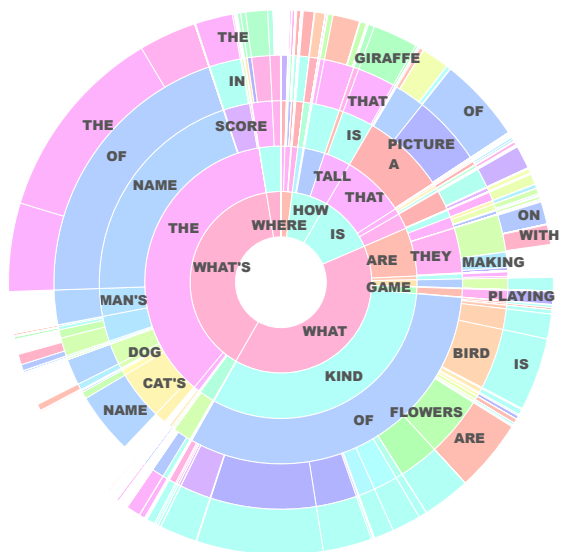 THE
GIRAFFE
IN
THAT
OF
THE
OF
SCORE
IS
PICTURE
A
NAME
TALL
THAT
ON
WITH
THE
WHERE
HOW
IS
ARE
THEY
MAKING
WHAT'S
GAME
MAN'S
PLAYING
WHAT
DOG
BIRD
IS
CAT'S
KIND
NAME
OF
FLOWERS
ARE